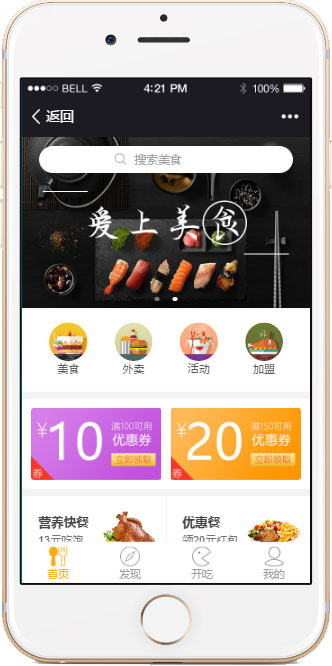 BELL 4:21 PM 100%
返回
搜索美食
爱上美食
美食 外卖 活动 加盟
¥10 满100可用 优惠券 立即领取 券
¥20 满150可用 优惠券 立即领取 券
营养快餐 优惠餐
13元吃饱 领20元红包
首页 发现 开吃 我的